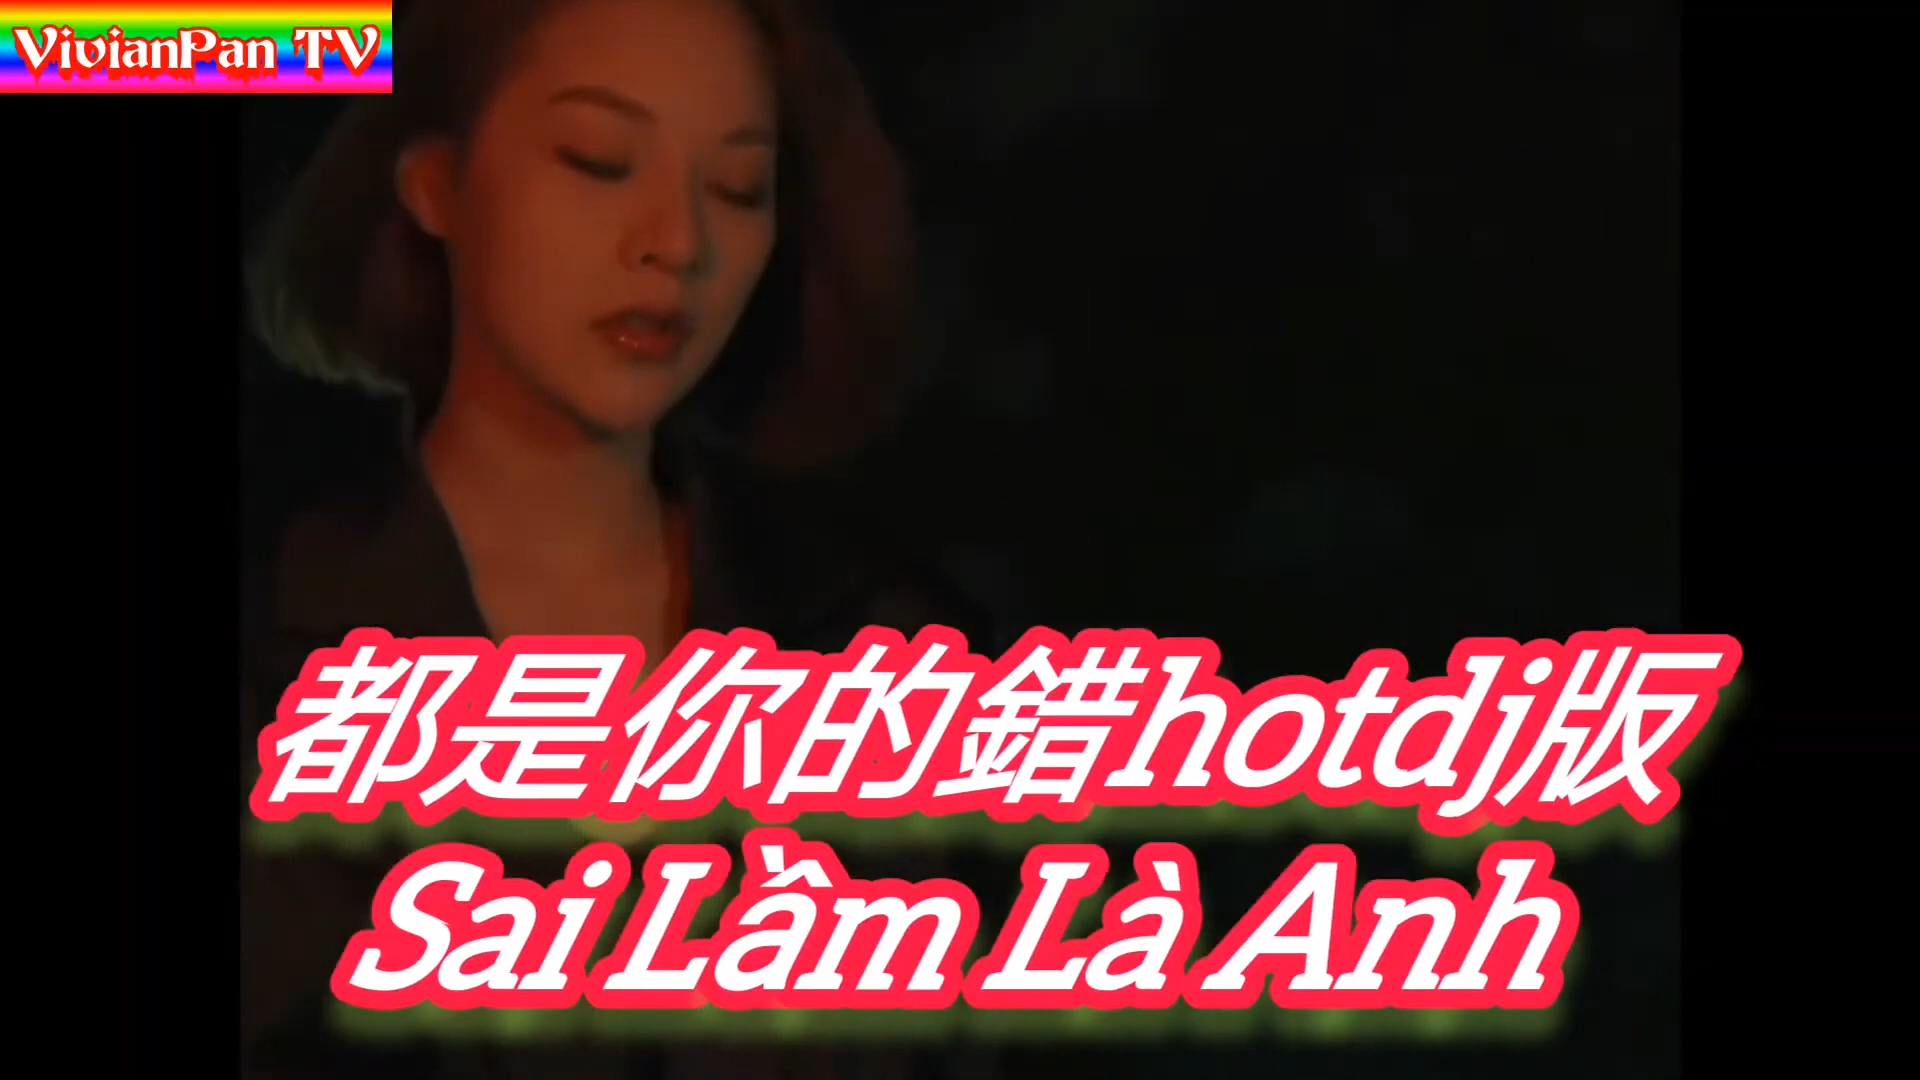 VivianPan TV
都是你的錯hotdj版
Sai Lầm Là Anh